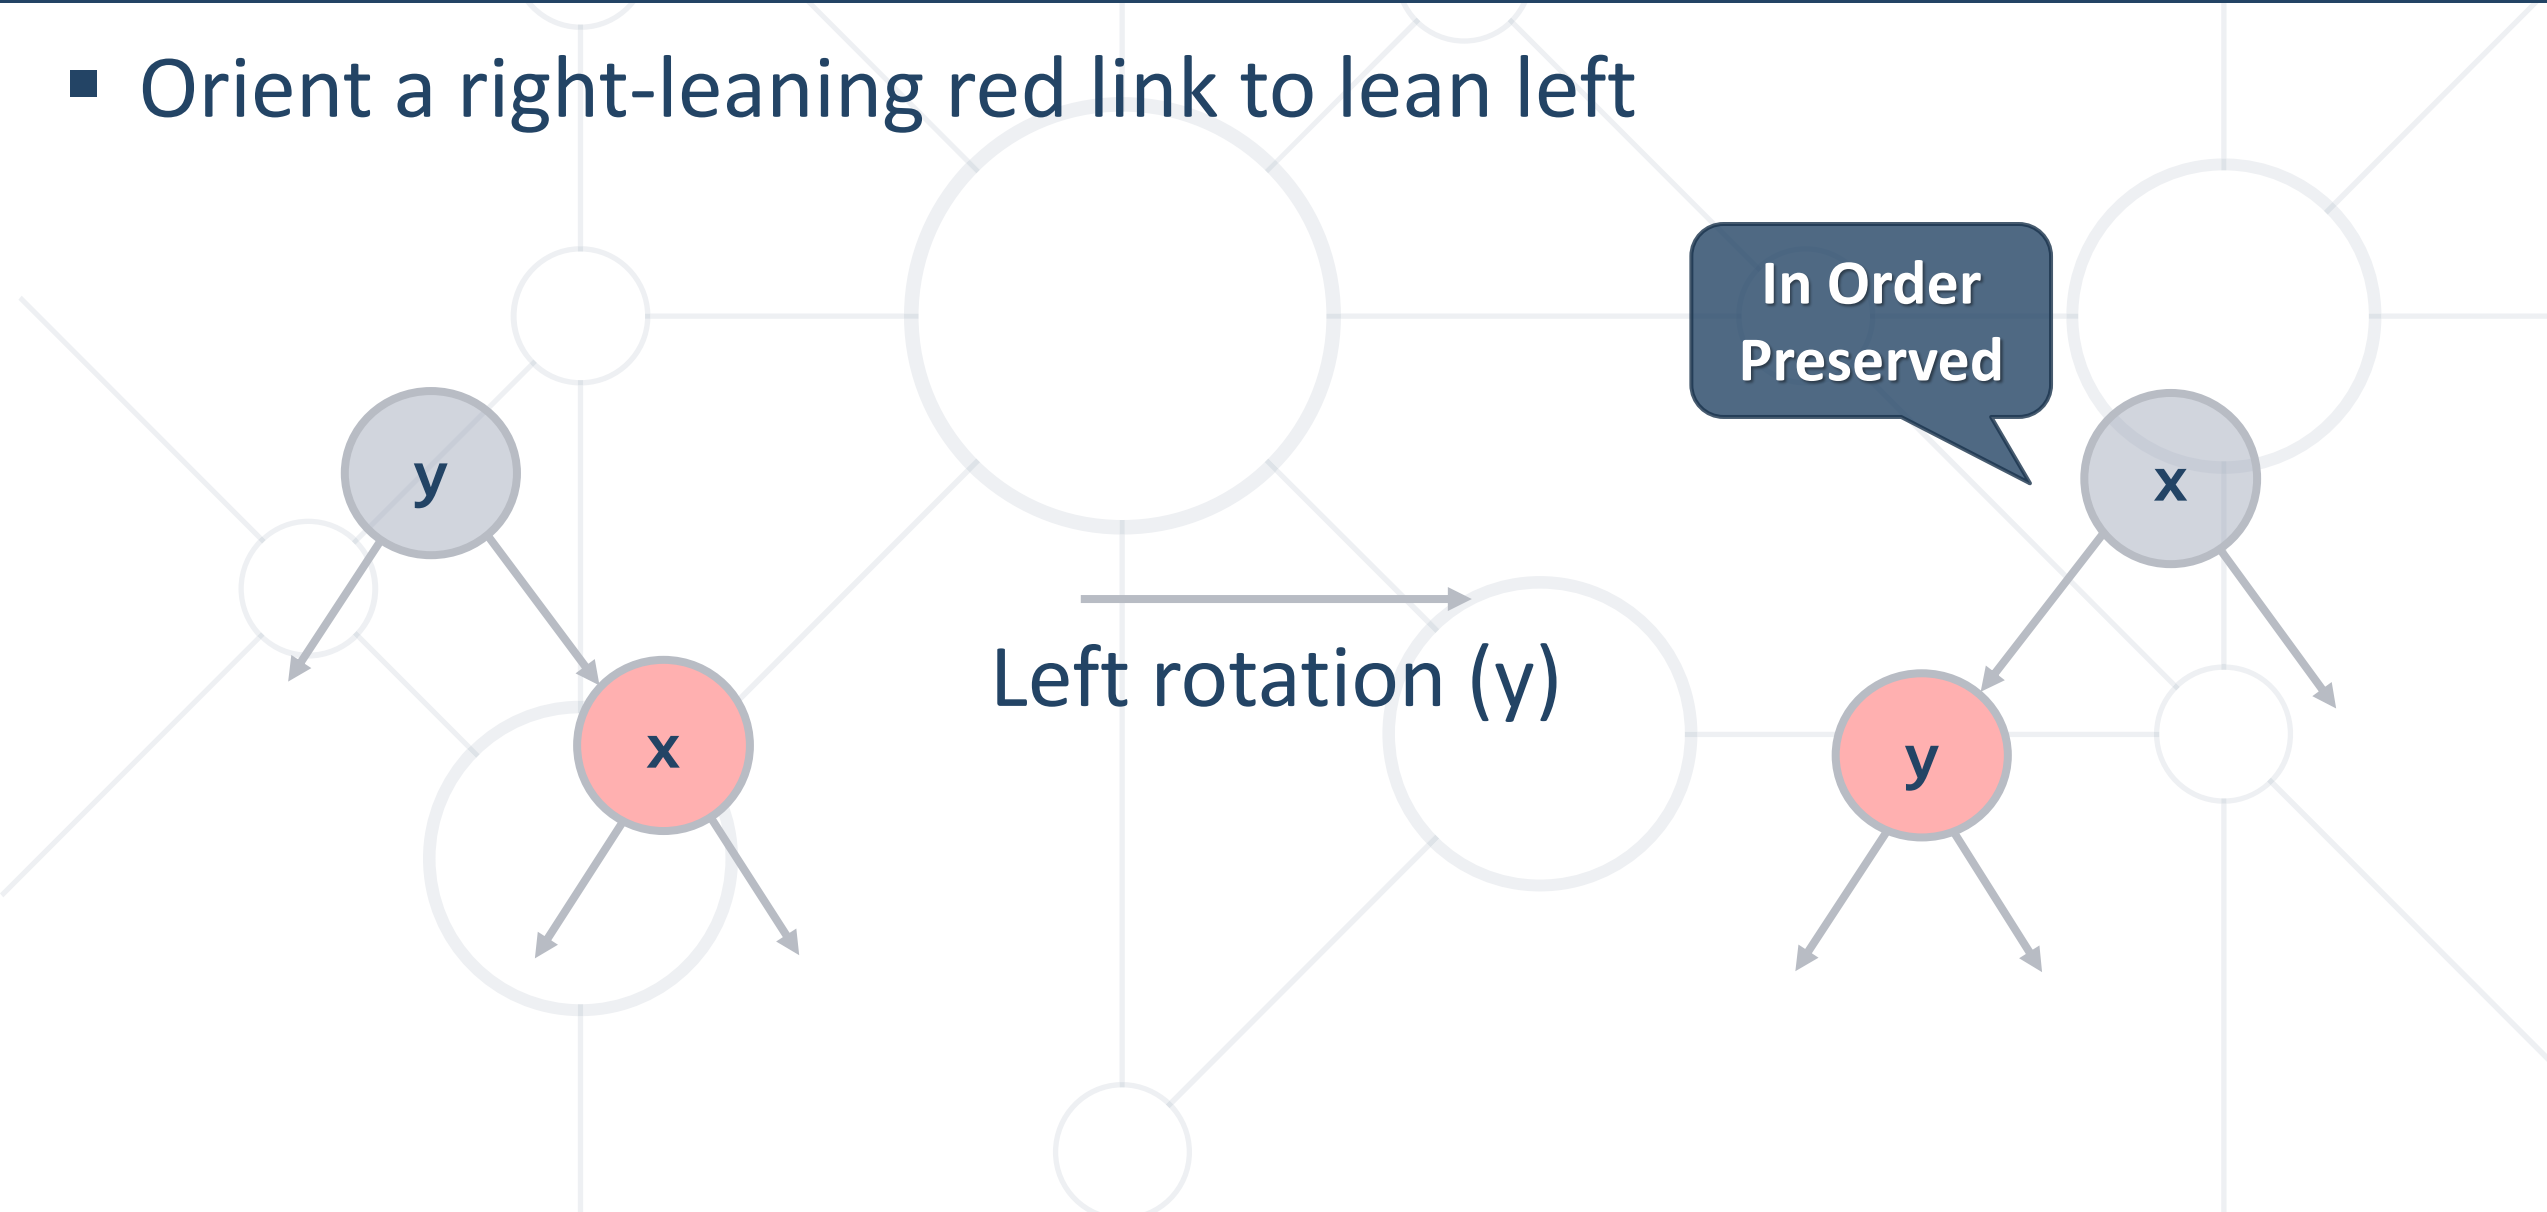 ▪ Orient a right-leaning red link to lean left
In Order
Preserved
y
x
x
Left rotation (y)
y